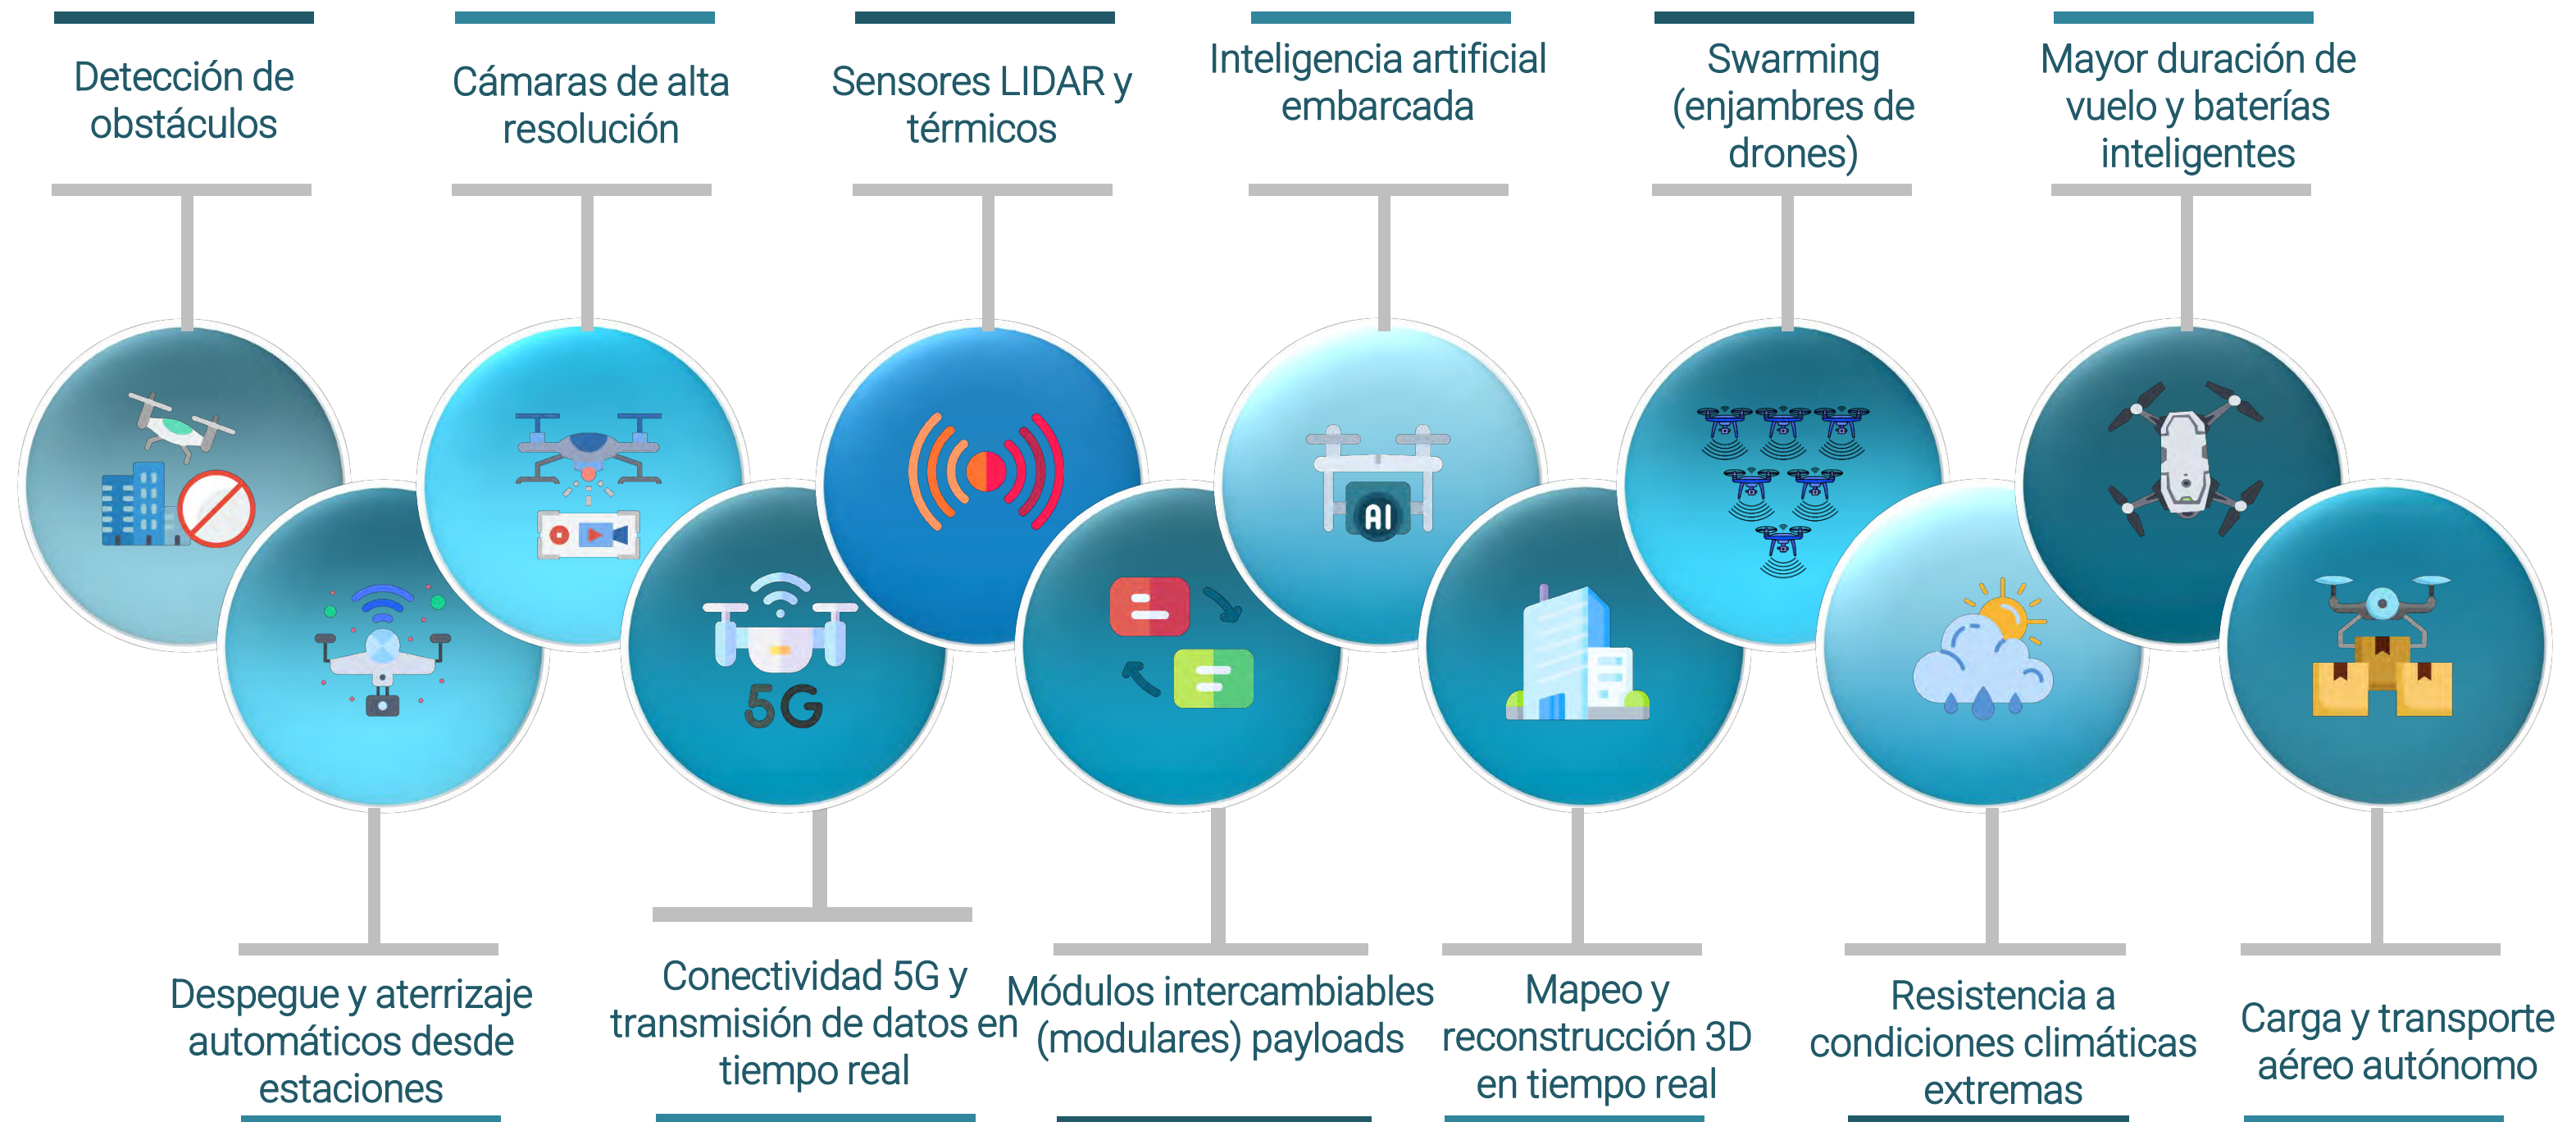 Detección de
obstáculos
Cámaras de alta
resolución
Sensores LIDAR y
térmicos
Inteligencia artificial
embarcada
Swarming
(enjambres de
drones)
Mayor duración de
vuelo y baterías
inteligentes
AI
5G
Despegue y aterrizaje
automáticos desde
estaciones
Conectividad 5G y
transmisión de datos en
tiempo real
Módulos intercambiables
(modulares) payloads
Mapeo y
reconstrucción 3D
en tiempo real
Resistencia a
condiciones climáticas
extremas
Carga y transporte
aéreo autónomo